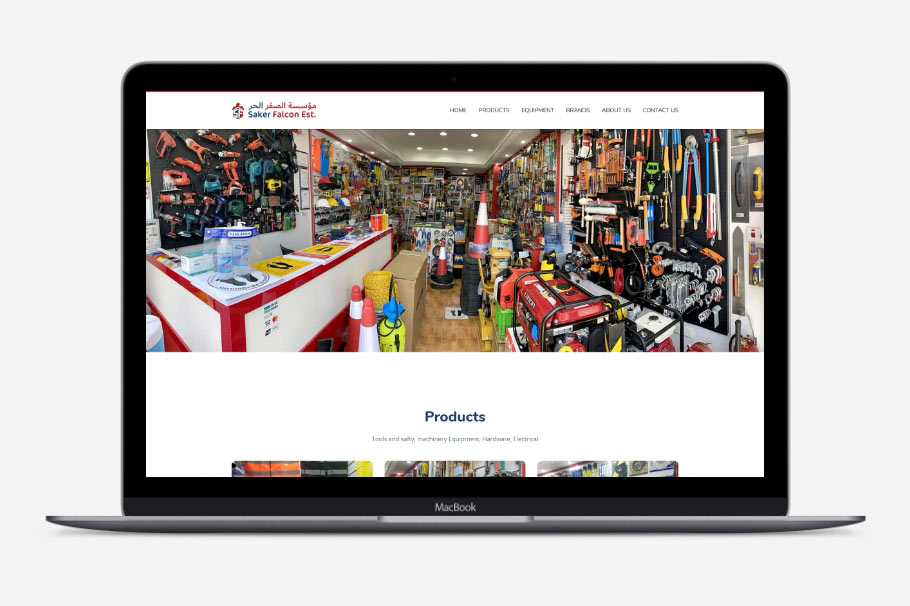 مؤسسة الصقر الحر
Saker Falcon Est.
HOME PRODUCTS EQUIPMENT BRANDS ABOUT US CONTACT US
Products
Tools and safty, machinery Equipment, Hardware, Electrical
MacBook